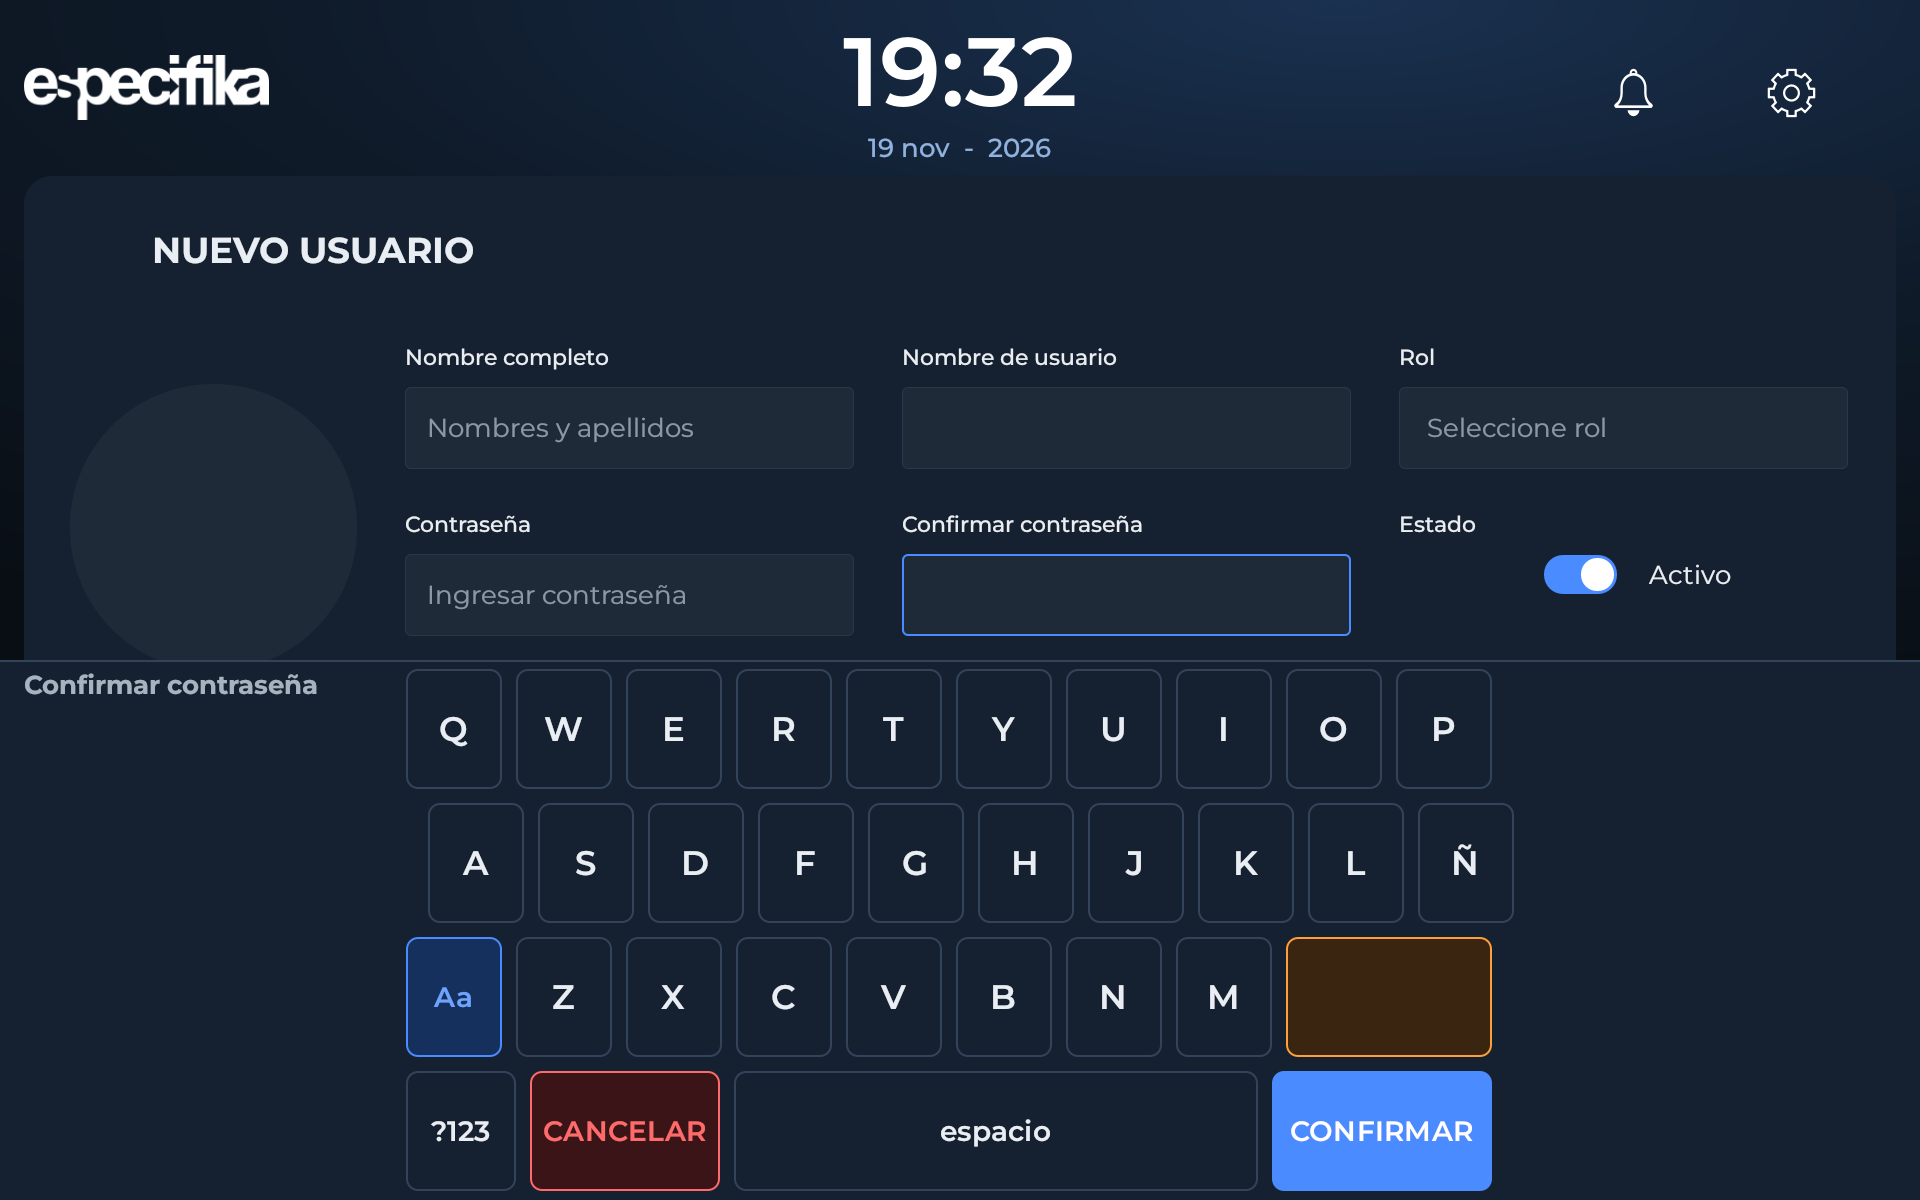 especifika
19:32
19 nov - 2026
NUEVO USUARIO
Nombre completo
Nombre de usuario
Rol
Nombres y apellidos
Seleccione rol
Contraseña
Confirmar contraseña
Estado
Ingresar contraseña
Activo
Confirmar contraseña
Q W E R T Y U I O P
A S D F G H J K L Ñ
Aa Z X C V B N M
?123 CANCELAR espacio CONFIRMAR